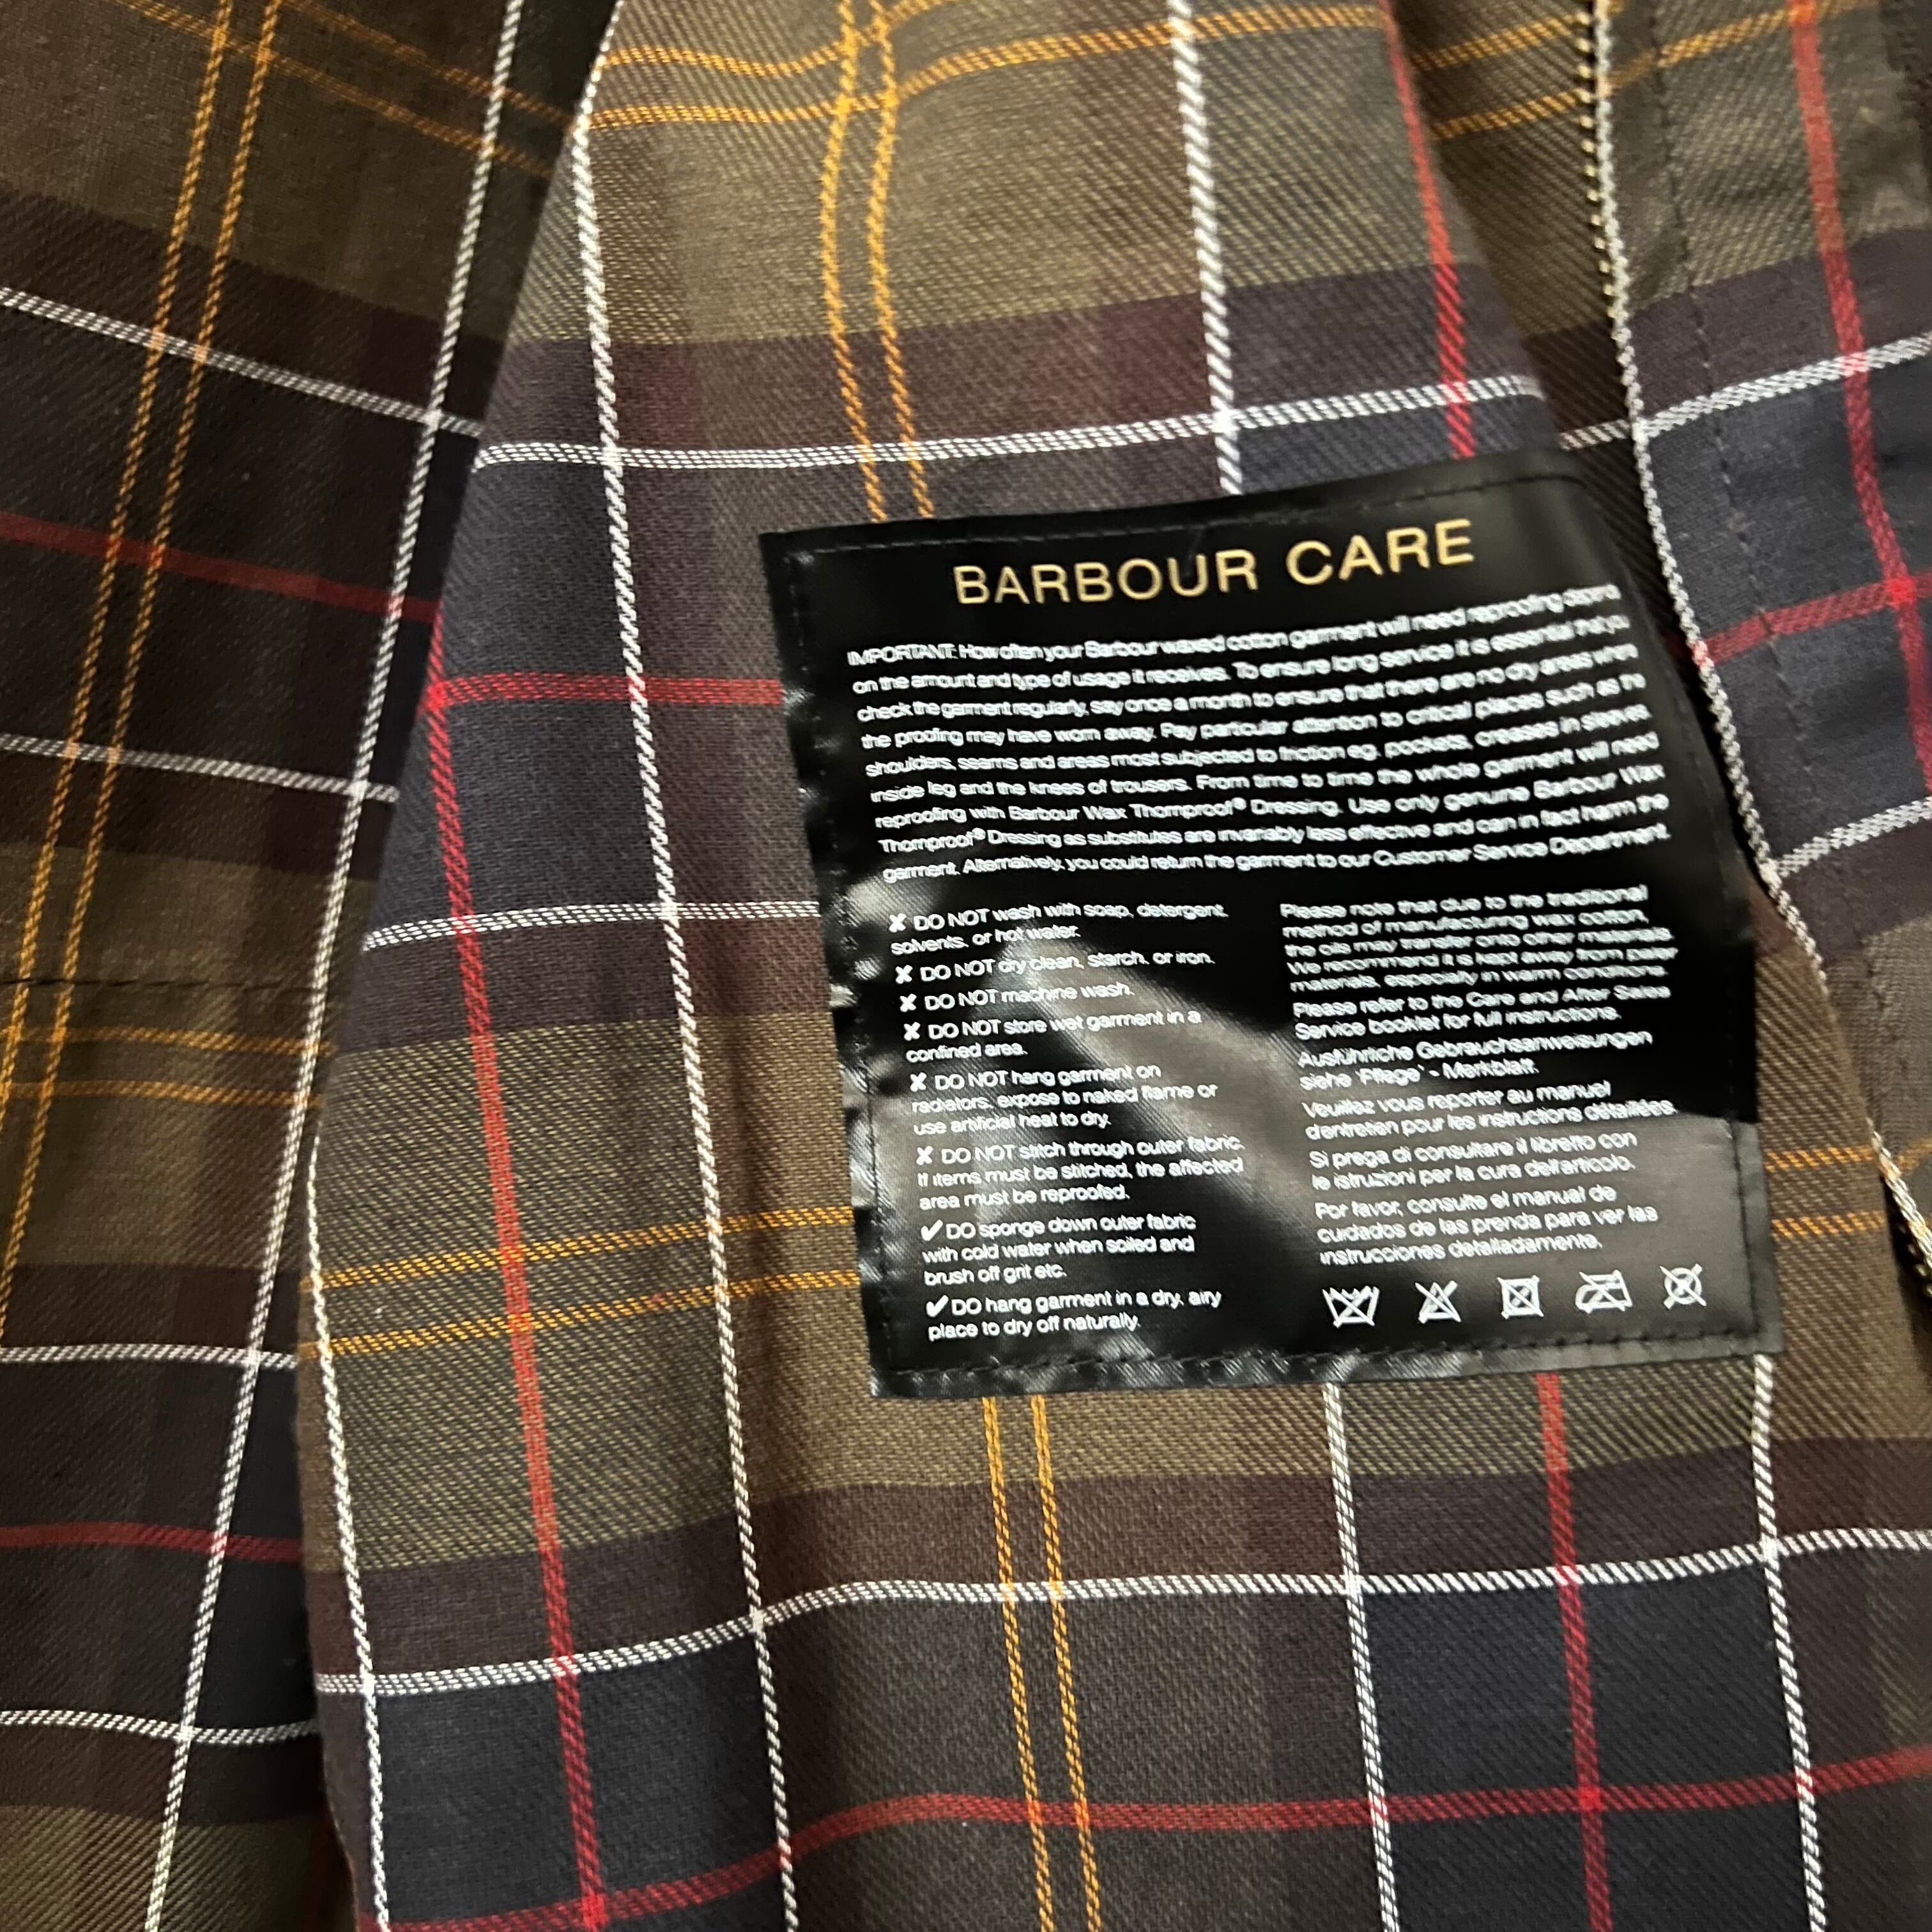 BARBOUR CARE
IMPORTANT: How often your Barbour waxed cotton garment will need reproofing depends
on the amount and type of usage it receives. To ensure long service it is essential that you
check the garment regularly, say once a month to ensure that there are no dry areas where
the proofing may have worn away. Pay particular attention to critical places such as the
shoulders, seams and areas most subjected to friction eg. pockets, creases in sleeves,
inside leg and the knees of trousers. From time to time the whole garment will need
reproofing with Barbour Wax Thornproof® Dressing. Use only genuine Barbour Wax
Thornproof® Dressing as substitutes are invariably less effective and can in fact harm the
garment. Alternatively, you could return the garment to our Customer Service Department.
✘ DO NOT wash with soap, detergent,
solvents, or hot water.
✘ DO NOT dry clean, starch, or iron.
✘ DO NOT machine wash.
✘ DO NOT store wet garment in a
confined area.
✘ DO NOT hang garment on
radiators, expose to naked flame or
use artificial heat to dry.
✘ DO NOT stitch through outer fabric.
If items must be stitched, the affected
area must be reproofed.
✔ DO sponge down outer fabric
with cold water when soiled and
brush off grit etc.
✔ DO hang garment in a dry, airy
place to dry off naturally.
Please note that due to the traditional
method of manufacturing wax cotton,
the oils may transfer onto other materials.
We recommend it is kept away from pale
materials, especially in warm conditions.
Please refer to the Care and After Sales
Service booklet for full instructions.
Ausführliche Gebrauchsanweisungen
siehe 'Pflege' - Merkblatt.
Veuillez vous reporter au manuel
d'entretien pour les instructions détaillées.
Si prega di consultare il libretto con
le istruzioni per la cura dell'articolo.
Por favor, consulte el manual de
cuidados de las prenda para ver las
instrucciones detalladamente.